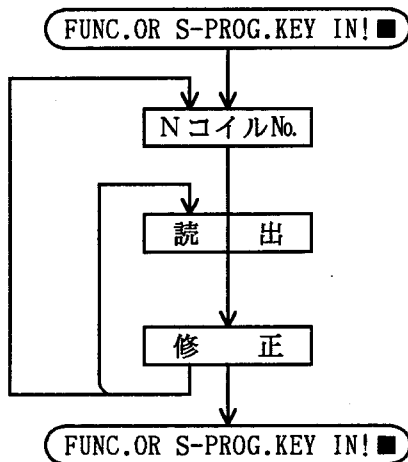 FUNC.OR S-PROG.KEY IN!■
NコイルNo.
読出
修正
FUNC.OR S-PROG.KEY IN!■